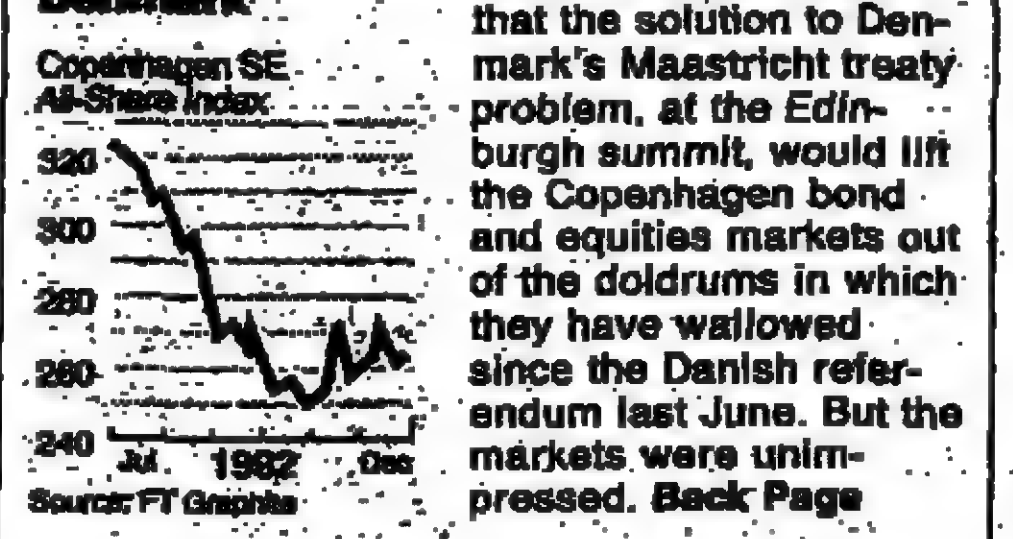 Denmark
Copenhagen SE
All-Share Index
320
300
280
260
240
Jul 1992 Dec
Source: FT Graphite
that the solution to Den-
mark's Maastricht treaty
problem, at the Edin-
burgh summit, would lift
the Copenhagen bond
and equities markets out
of the doldrums in which
they have wallowed
since the Danish refer-
endum last June. But the
markets were unim-
pressed. Back Page